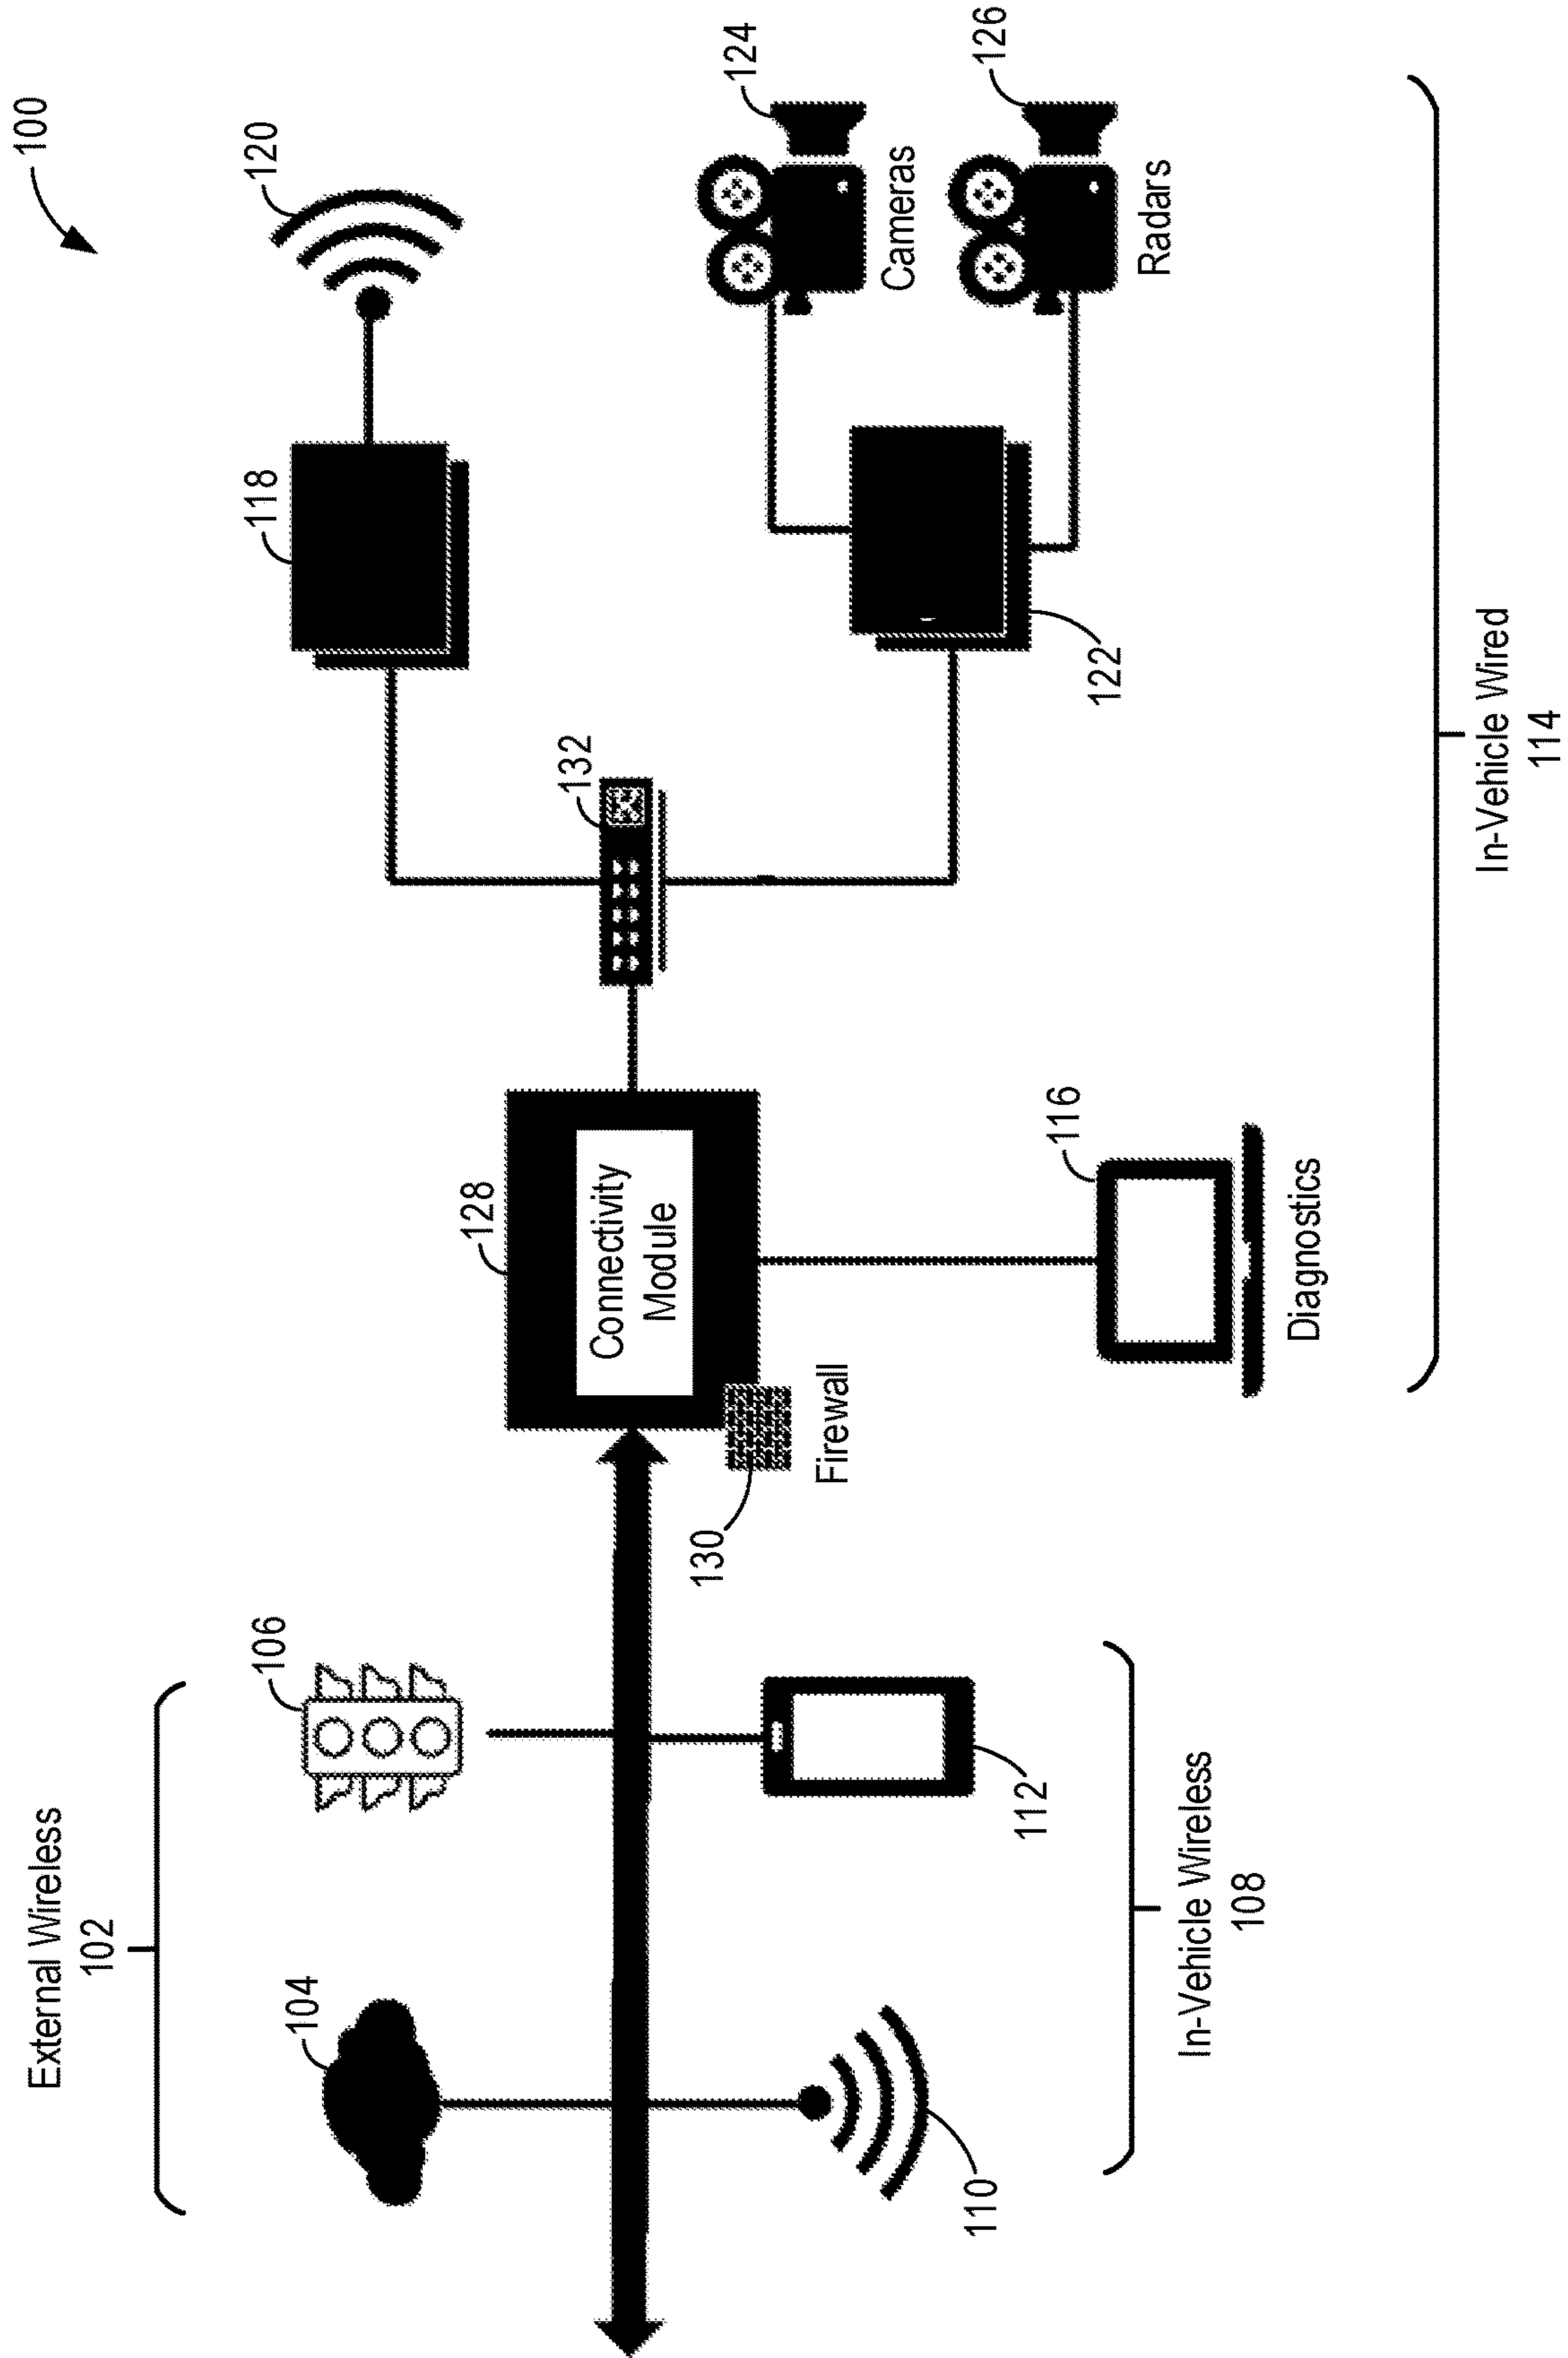 100
External Wireless
102
104
106
128
Connectivity
Module
130
Firewall
132
118
120
110
112
In-Vehicle Wireless
108
116
Diagnostics
122
124
Cameras
126
Radars
In-Vehicle Wired
114